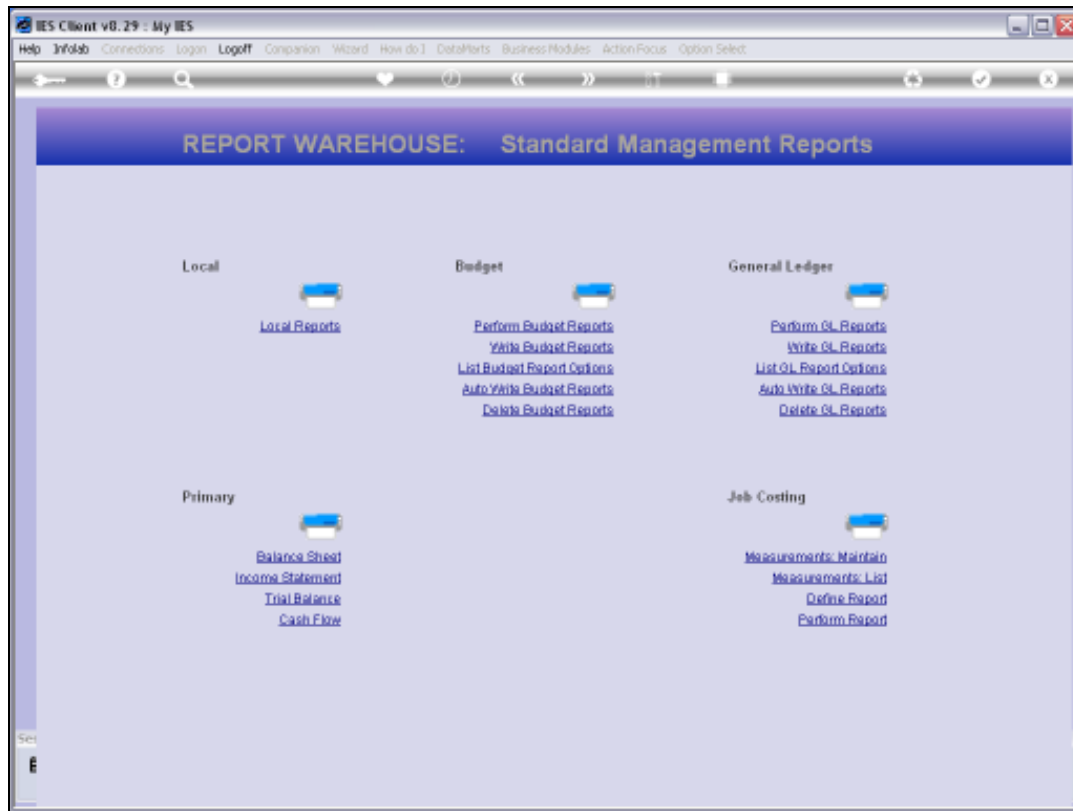 IES Client v8.29 : My IES
Help Infolab Connections Logon Logoff Companion Wizard How do I DataMarts Business Modules Action Focus Option Select
REPORT WAREHOUSE: Standard Management Reports
Local
Local Reports
Budget
Perform Budget Reports
Write Budget Reports
List Budget Report Options
Auto Write Budget Reports
Delete Budget Reports
General Ledger
Perform GL Reports
Write GL Reports
List GL Report Options
Auto Write GL Reports
Delete GL Reports
Primary
Balance Sheet
Income Statement
Trial Balance
Cash Flow
Job Costing
Measurements: Maintain
Measurements: List
Define Report
Perform Report